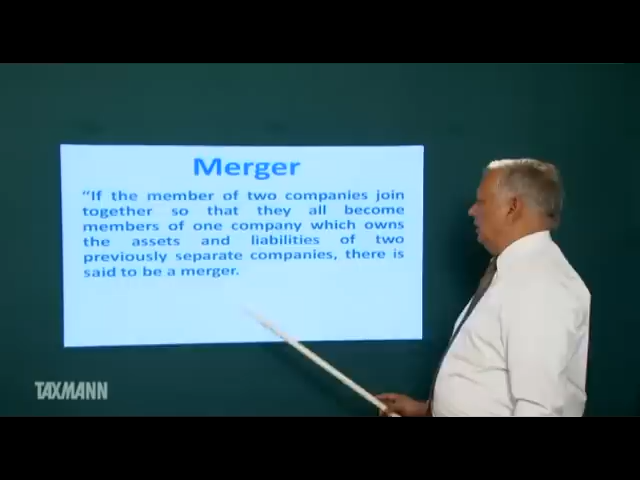 Merger
“If the member of two companies join
together so that they all become
members of one company which owns
the assets and liabilities of two
previously separate companies, there is
said to be a merger.
TAXMANN